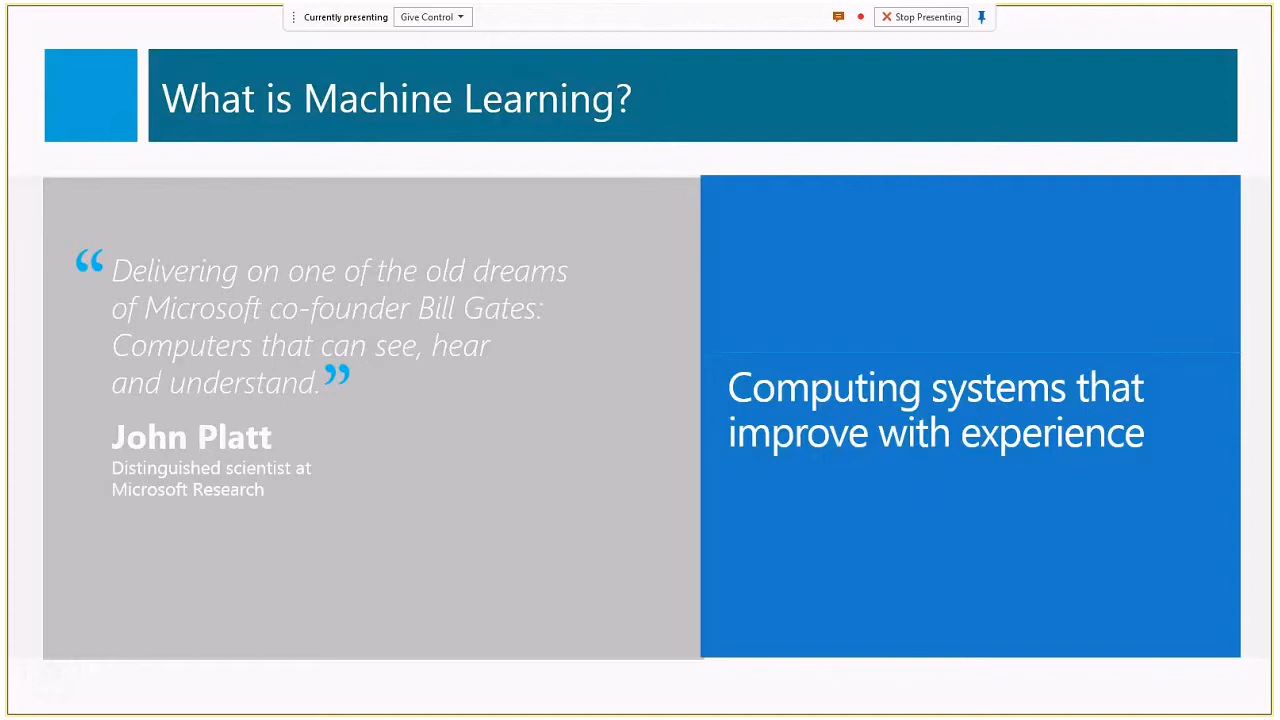 Currently presenting Give Control Stop Presenting
What is Machine Learning?
“Delivering on one of the old dreams
of Microsoft co-founder Bill Gates:
Computers that can see, hear
and understand.”
John Platt
Distinguished scientist at
Microsoft Research
Computing systems that
improve with experience